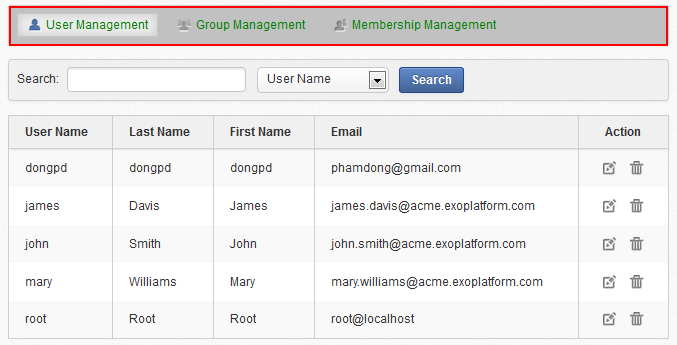 User Management Group Management Membership Management
Search: User Name Search
User Name Last Name First Name Email Action
dongpd dongpd dongpd phamdong@gmail.com
james Davis James james.davis@acme.exoplatform.com
john Smith John john.smith@acme.exoplatform.com
mary Williams Mary mary.williams@acme.exoplatform.com
root Root Root root@localhost